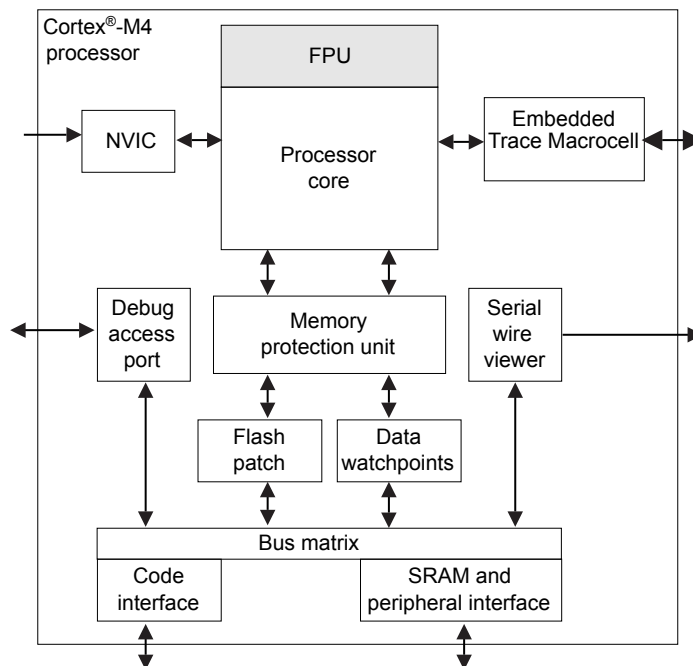 Cortex®-M4
processor
FPU
NVIC
Processor
core
Embedded
Trace Macrocell
Debug
access
port
Memory
protection unit
Serial
wire
viewer
Flash
patch
Data
watchpoints
Bus matrix
Code
interface
SRAM and
peripheral interface